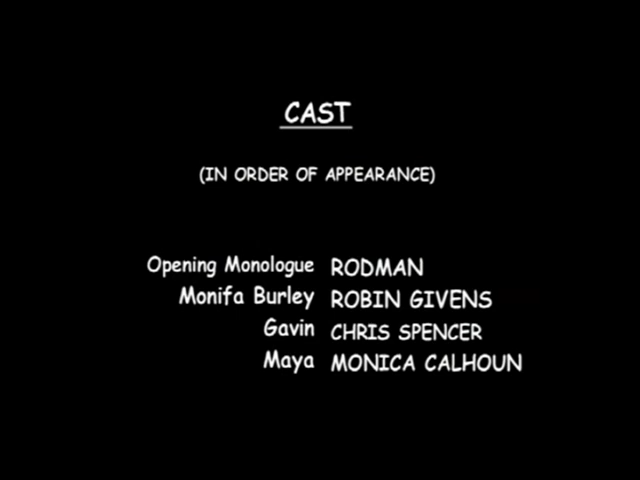 CAST
(IN ORDER OF APPEARANCE)
Opening Monologue RODMAN
Monifa Burley ROBIN GIVENS
Gavin CHRIS SPENCER
Maya MONICA CALHOUN